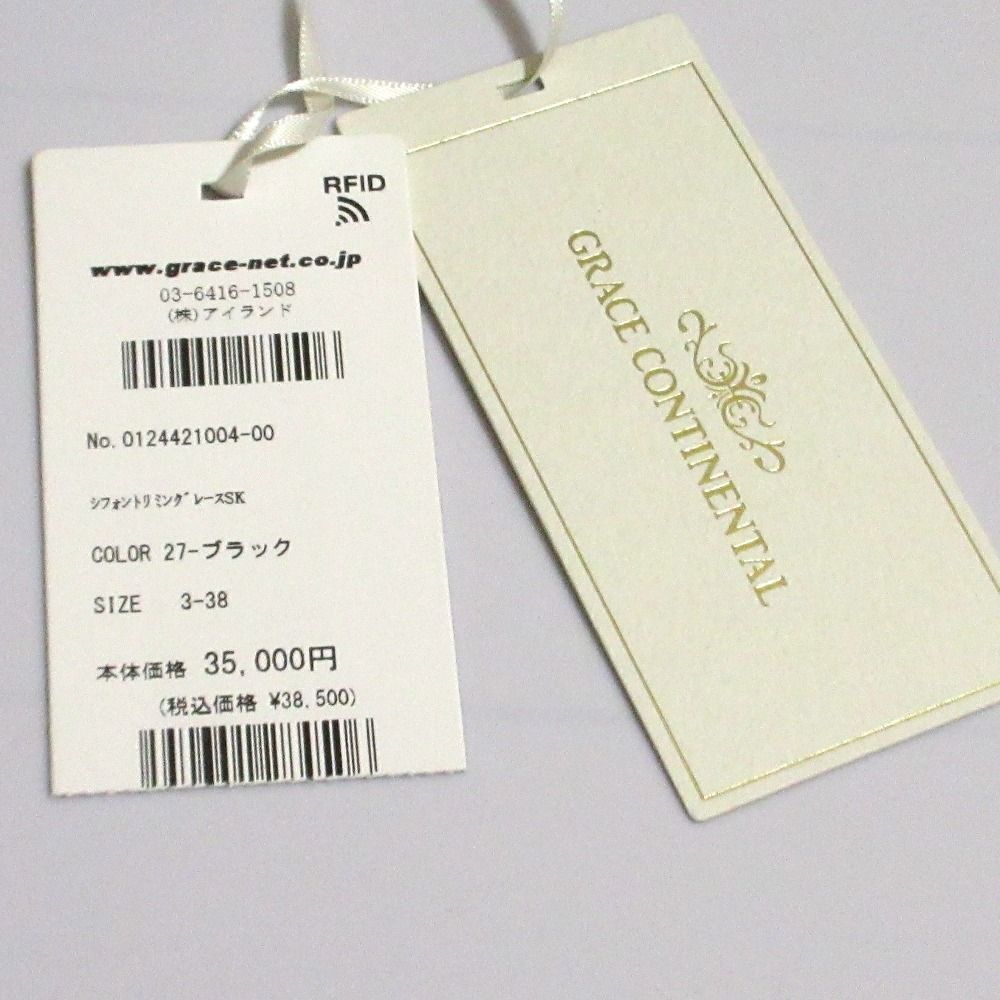 RFID
www.grace-net.co.jp
03-6416-1508
(株)アイランド
No. 0124421004-00
ｼﾌｫﾝﾄﾘﾐﾝｸﾞﾚｰｽSK
COLOR 27-ブラック
SIZE 3-38
本体価格 35,000円
(税込価格 ¥38,500)
GRACE CONTINENTAL